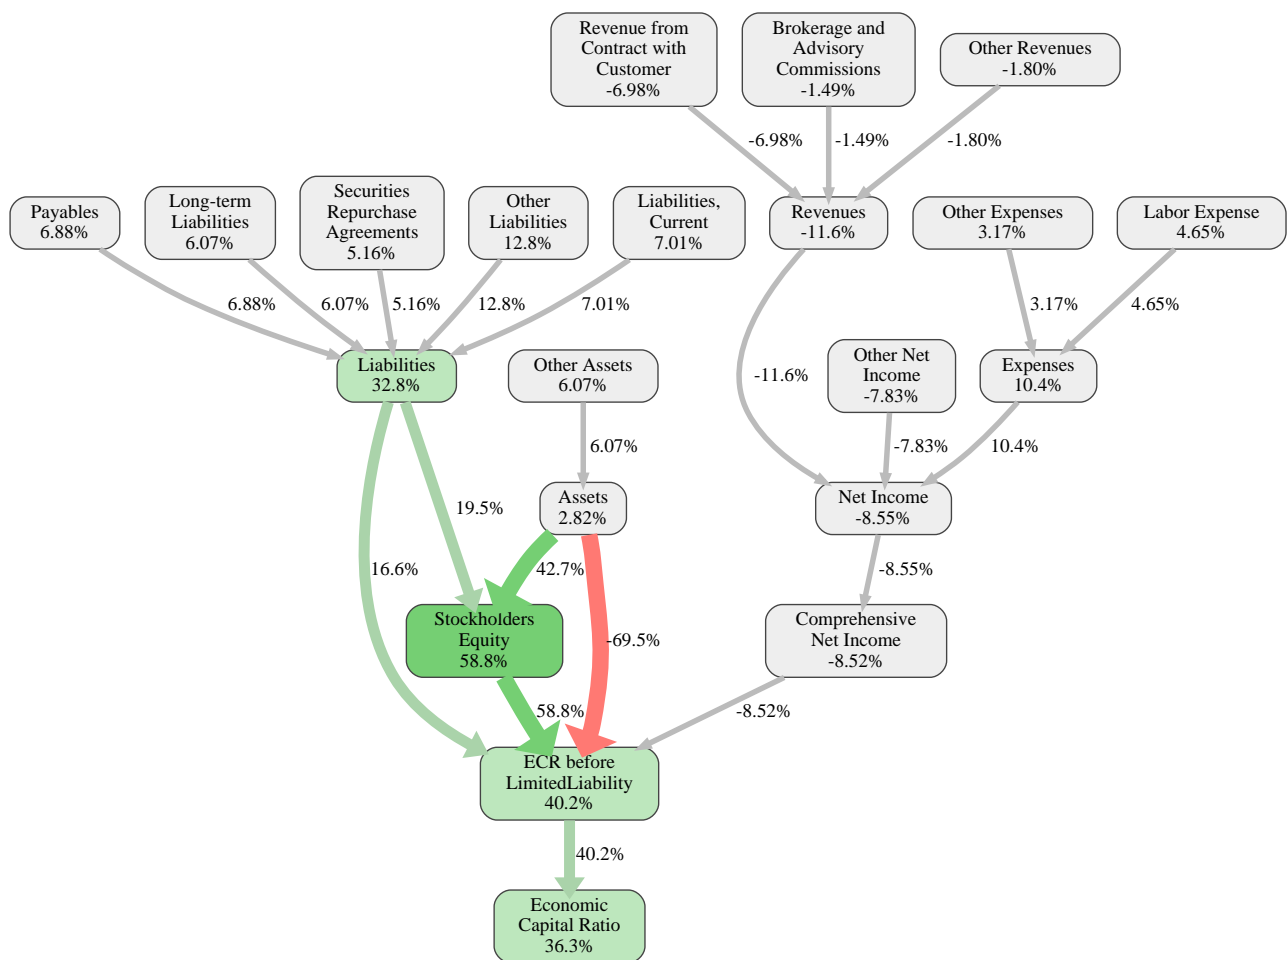 Revenue from
Contract with
Customer
-6.98%
Brokerage and
Advisory
Commissions
-1.49%
Other Revenues
-1.80%
-6.98%
-1.49%
-1.80%
Payables
6.88%
Long-term
Liabilities
6.07%
Securities
Repurchase
Agreements
5.16%
Other
Liabilities
12.8%
Liabilities,
Current
7.01%
Revenues
-11.6%
Other Expenses
3.17%
Labor Expense
4.65%
6.88%
6.07%
5.16%
12.8%
7.01%
3.17%
4.65%
Liabilities
32.8%
Other Assets
6.07%
-11.6%
Other Net
Income
-7.83%
Expenses
10.4%
6.07%
-7.83%
10.4%
19.5%
Assets
2.82%
Net Income
-8.55%
16.6%
42.7%
-8.55%
Stockholders
Equity
58.8%
-69.5%
Comprehensive
Net Income
-8.52%
58.8%
-8.52%
ECR before
LimitedLiability
40.2%
40.2%
Economic
Capital Ratio
36.3%